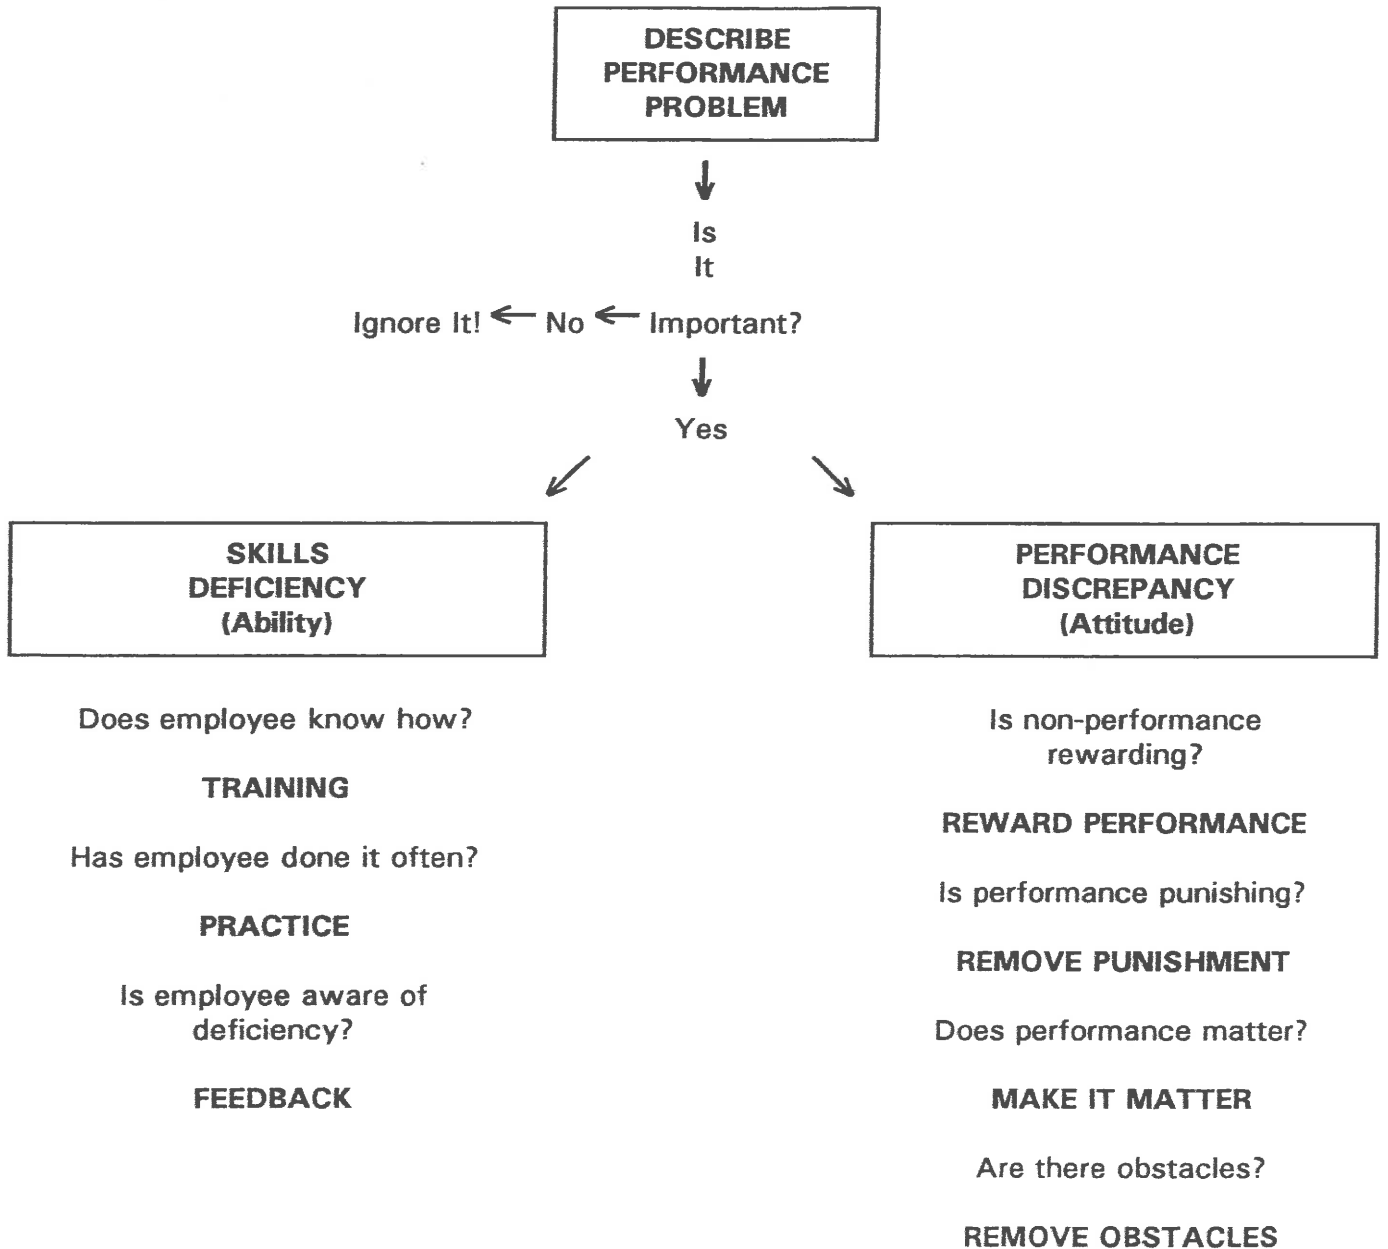 DESCRIBE
PERFORMANCE
PROBLEM
Is
It
Ignore It! No Important?
Yes
SKILLS
DEFICIENCY
(Ability)
Does employee know how?
TRAINING
Has employee done it often?
PRACTICE
Is employee aware of
deficiency?
FEEDBACK
PERFORMANCE
DISCREPANCY
(Attitude)
Is non-performance
rewarding?
REWARD PERFORMANCE
Is performance punishing?
REMOVE PUNISHMENT
Does performance matter?
MAKE IT MATTER
Are there obstacles?
REMOVE OBSTACLES